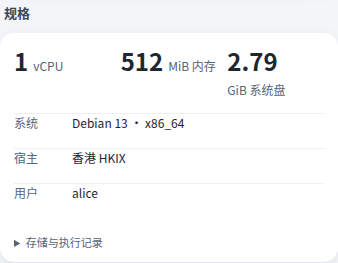 规格
1 vCPU 512 MiB 内存 2.79
GiB 系统盘
系统 Debian 13 · x86_64
宿主 香港 HKIX
用户 alice
▶ 存储与执行记录